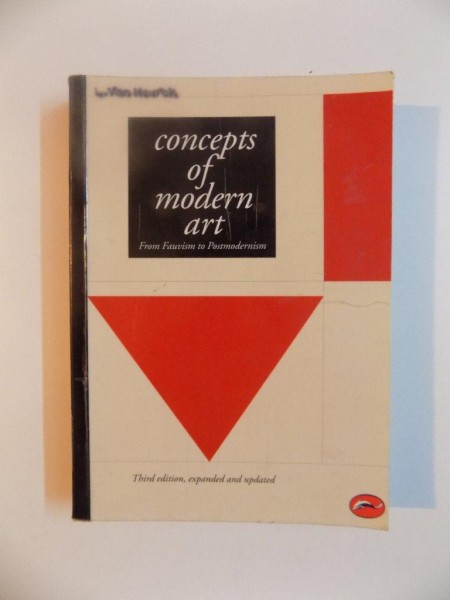 concepts
of
modern
art
From Fauvism to Postmodernism
Third edition, expanded and updated